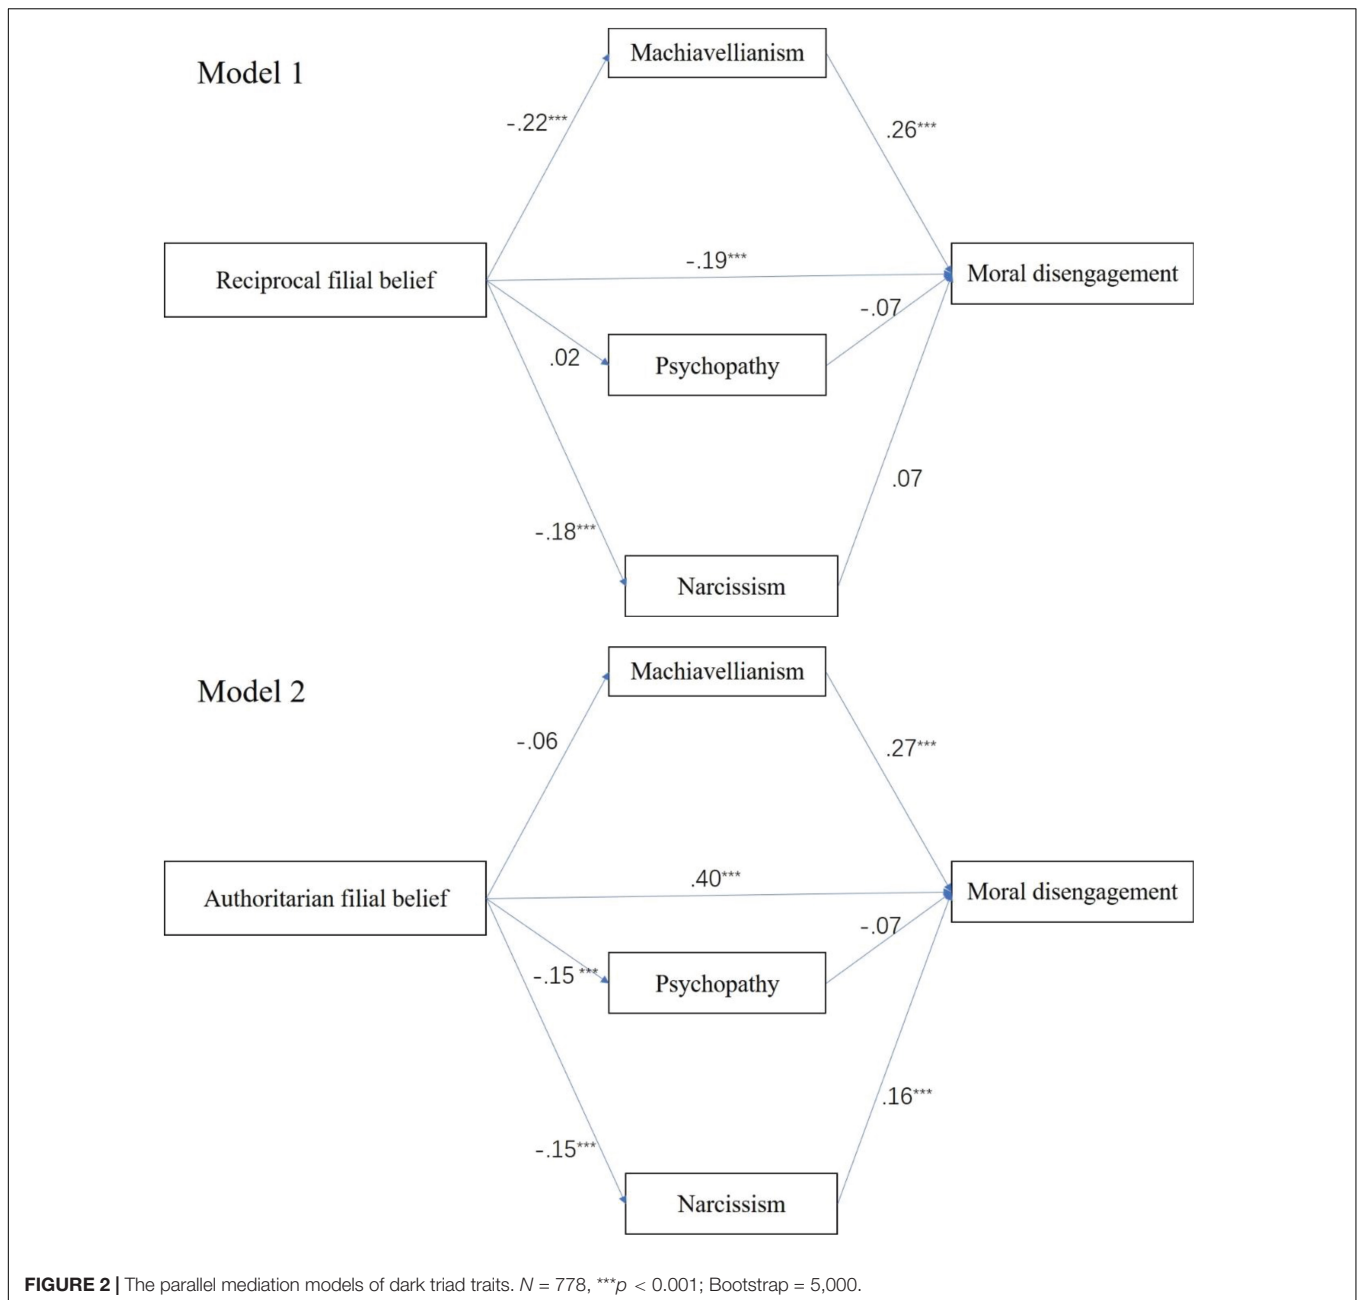 Model 1
Machiavellianism
-.22***
.26***
Reciprocal filial belief
-.19***
Moral disengagement
-.07
.02
Psychopathy
.07
-.18***
Narcissism
Model 2
Machiavellianism
-.06
.27***
Authoritarian filial belief
.40***
Moral disengagement
-.07
-.15 ***
Psychopathy
.16***
-.15***
Narcissism
FIGURE 2 | The parallel mediation models of dark triad traits. N = 778, ***p < 0.001; Bootstrap = 5,000.